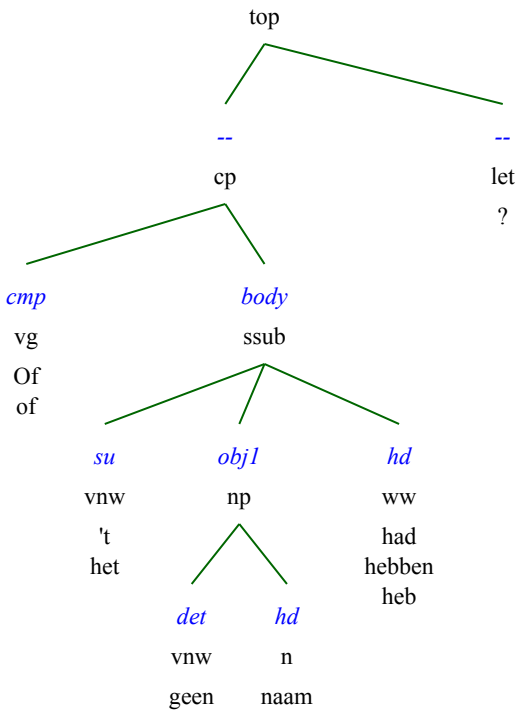 top
-- --
cp let
?
cmp body
vg ssub
Of
of
su obj1 hd
vnw np ww
't had
het hebben
heb
det hd
vnw n
geen naam